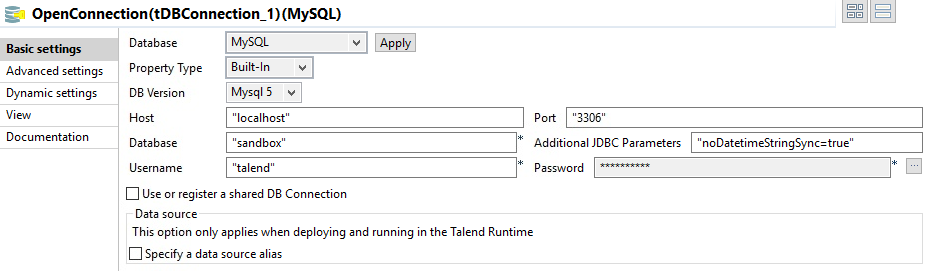 OpenConnection(tDBConnection_1)(MySQL)
Basic settings
Advanced settings
Dynamic settings
View
Documentation
Database MySQL Apply
Property Type Built-In
DB Version Mysql 5
Host "localhost" Port "3306"
Database "sandbox" * Additional JDBC Parameters "noDatetimeStringSync=true"
Username "talend" * Password ********** * ...
Use or register a shared DB Connection
Data source
This option only applies when deploying and running in the Talend Runtime
Specify a data source alias